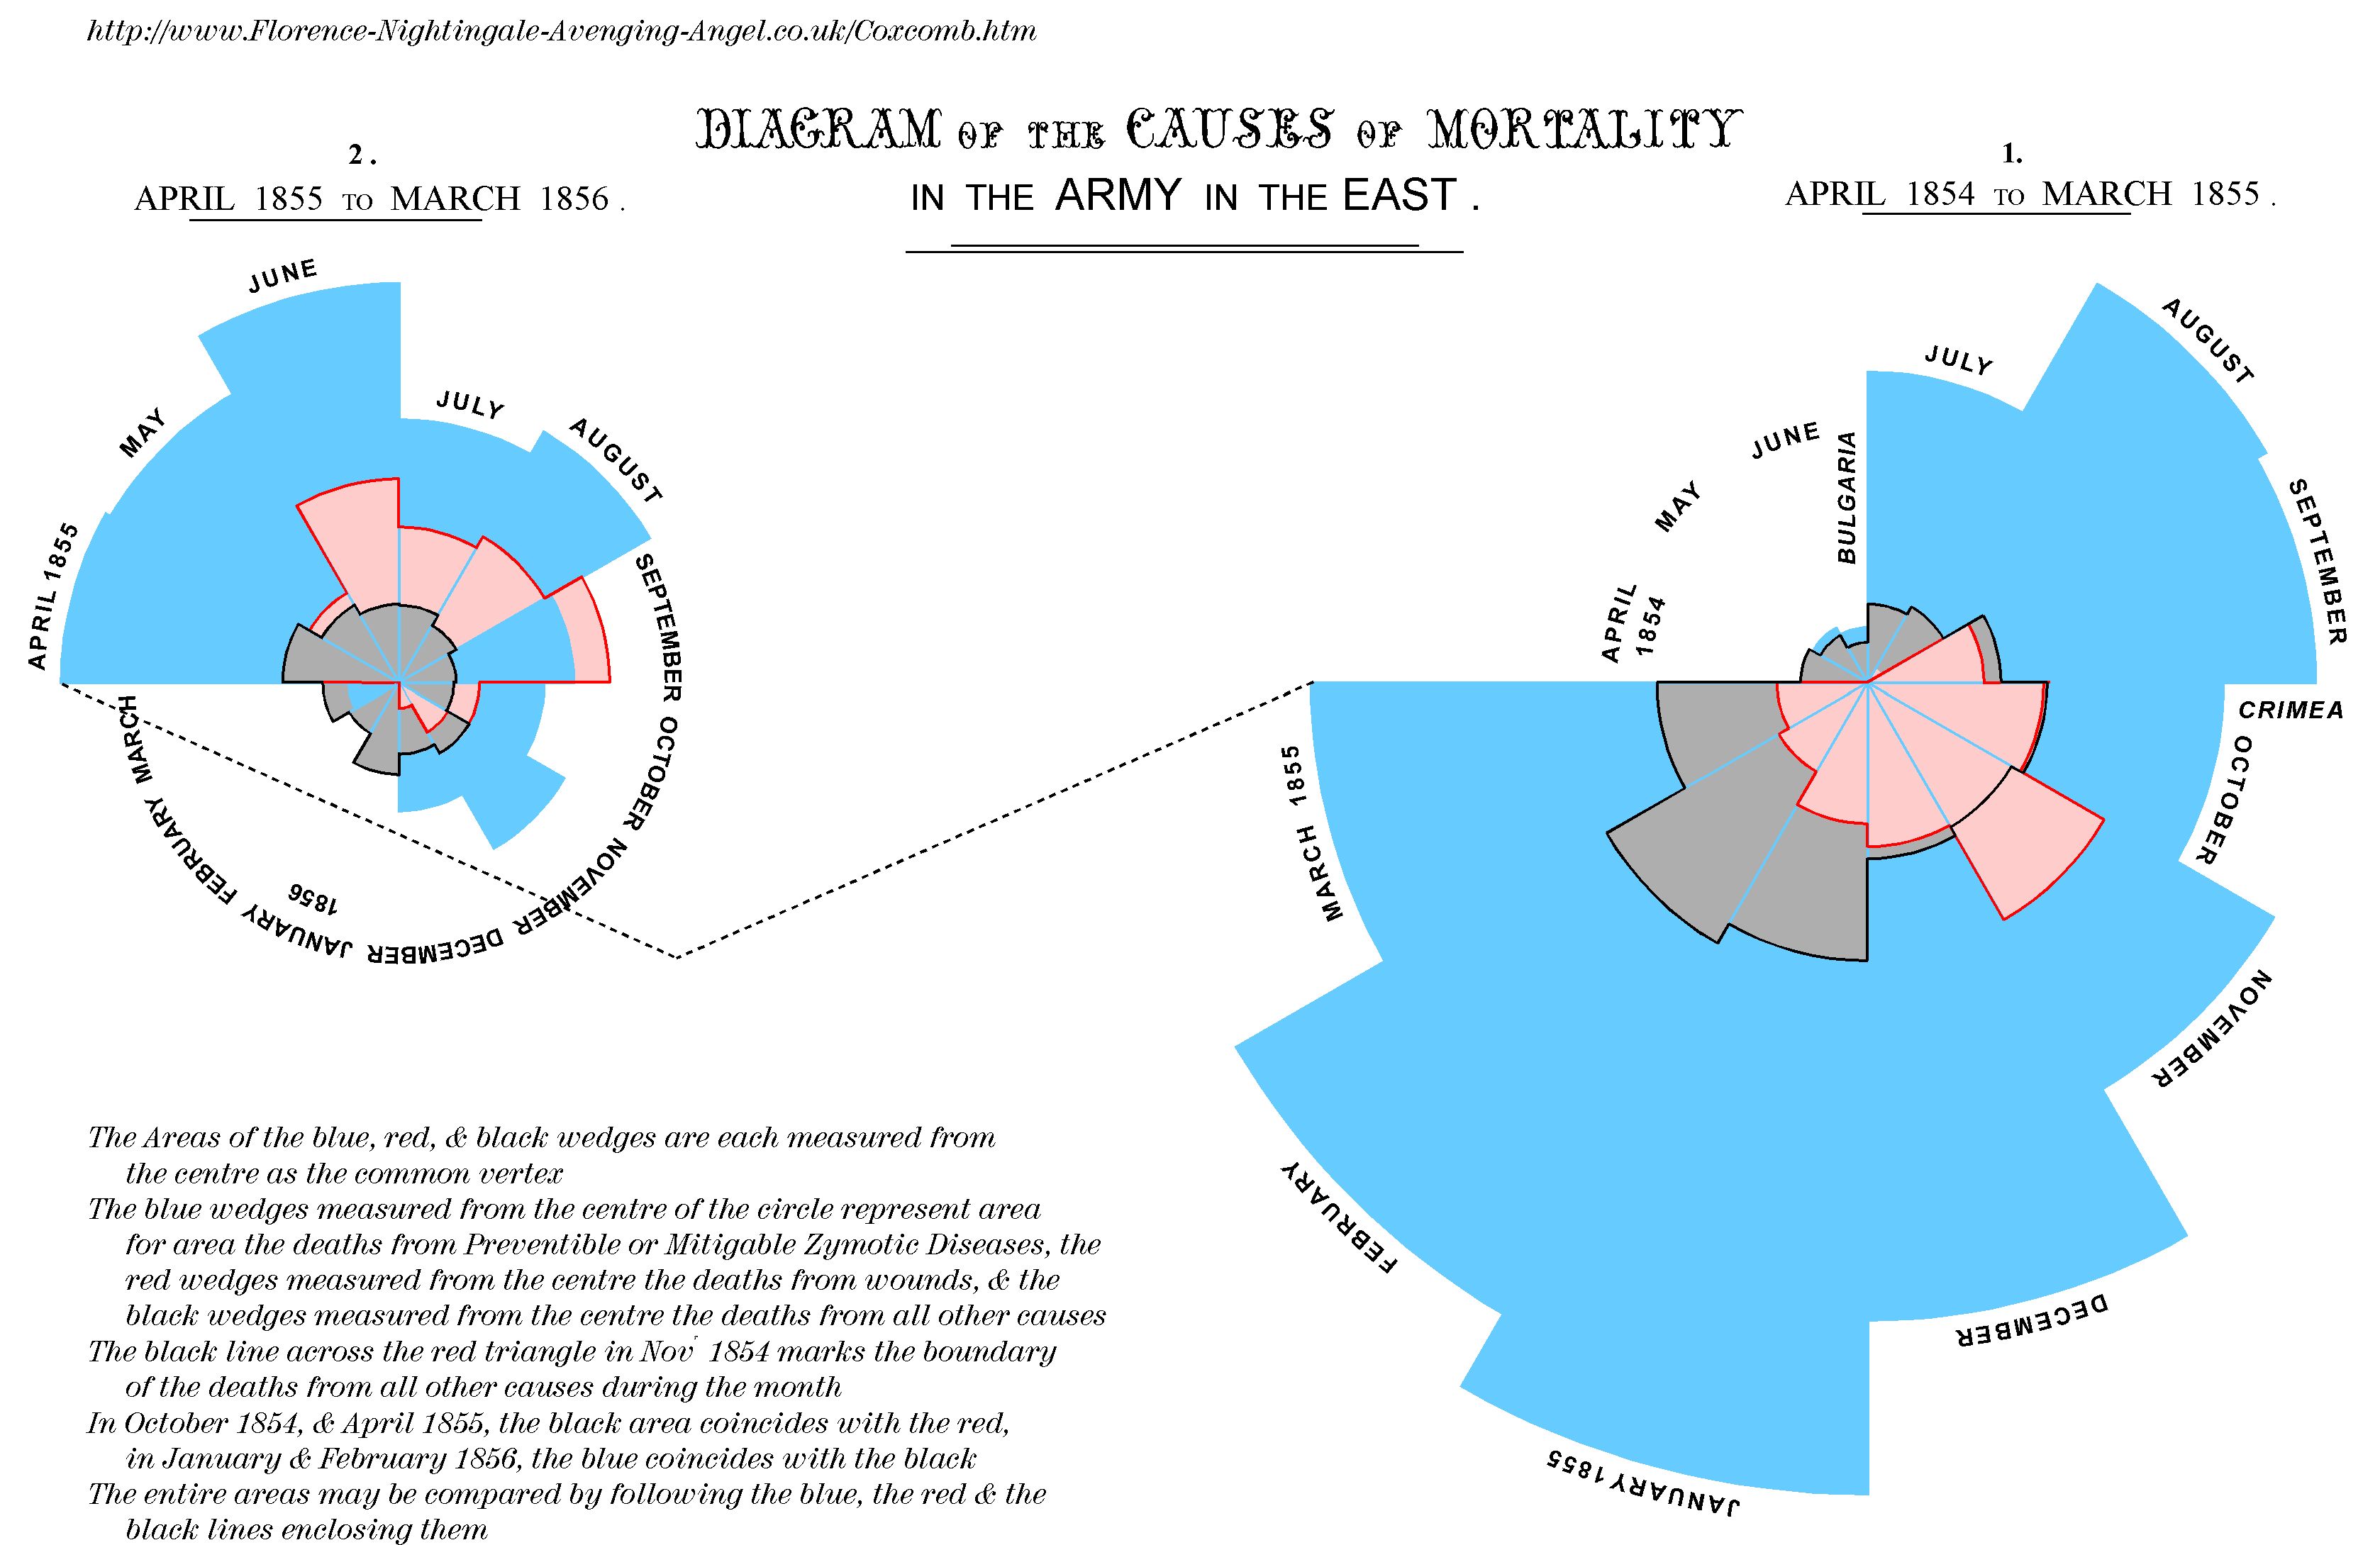 http://www.Florence-Nightingale-Avenging-Angel.co.uk/Coxcomb.htm
DIAGRAM OF THE CAUSES OF MORTALITY
IN THE ARMY IN THE EAST .
2 .
APRIL 1855 TO MARCH 1856 .
1.
APRIL 1854 TO MARCH 1855 .
APRIL 1855
MAY
JUNE
JULY
AUGUST
SEPTEMBER
OCTOBER
NOVEMBER
DECEMBER
JANUARY
1856
FEBRUARY
MARCH
APRIL
1854
MAY
JUNE
BULGARIA
JULY
AUGUST
SEPTEMBER
CRIMEA
OCTOBER
NOVEMBER
DECEMBER
JANUARY 1855
FEBRUARY
MARCH 1855
The Areas of the blue, red, & black wedges are each measured from
the centre as the common vertex
The blue wedges measured from the centre of the circle represent area
for area the deaths from Preventible or Mitigable Zymotic Diseases, the
red wedges measured from the centre the deaths from wounds, & the
black wedges measured from the centre the deaths from all other causes
The black line across the red triangle in Novʳ 1854 marks the boundary
of the deaths from all other causes during the month
In October 1854, & April 1855, the black area coincides with the red,
in January & February 1856, the blue coincides with the black
The entire areas may be compared by following the blue, the red & the
black lines enclosing them